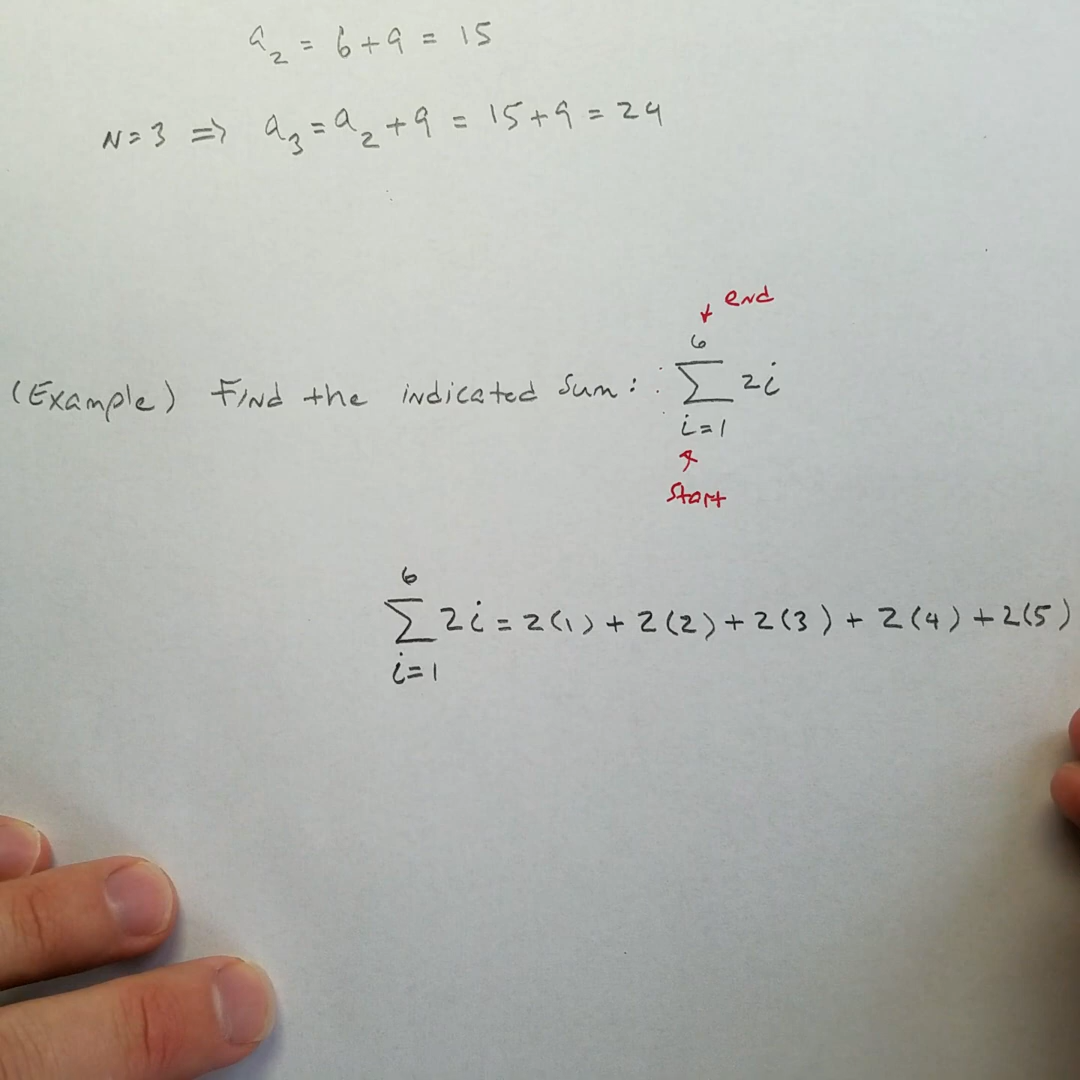 a₂ = 6+9 = 15
N=3 => a₃ = a₂ + 9 = 15+9 = 24
end
6
(Example) Find the indicated Sum: ∑ 2i
i=1
Start
6
∑ 2i = 2(1) + 2(2) + 2(3) + 2(4) + 2(5)
i=1